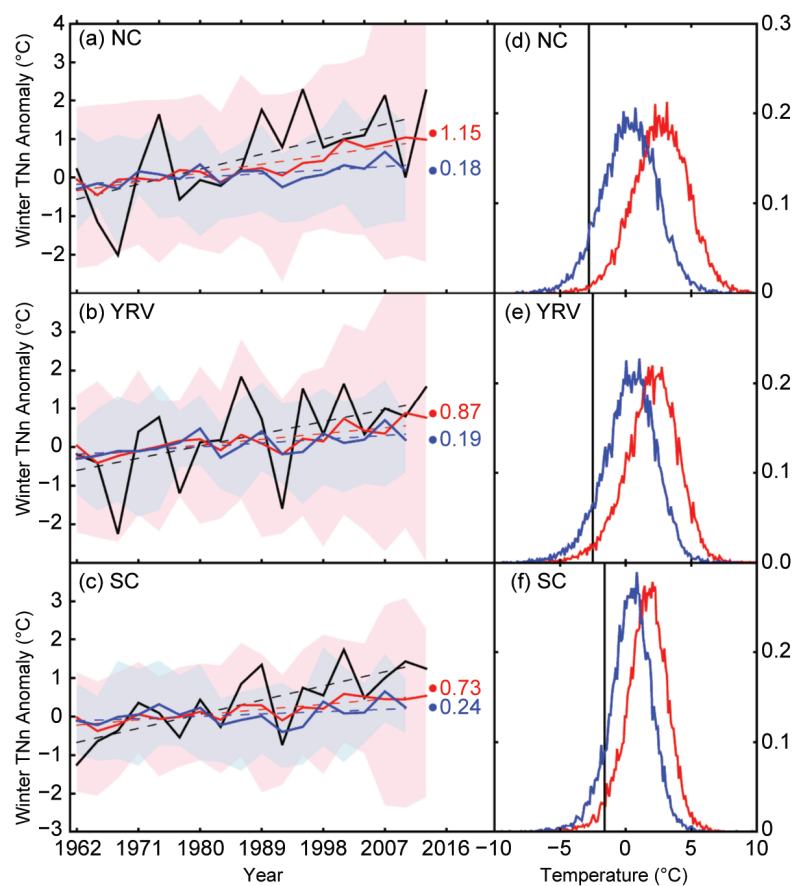 (a) NC
Winter TNn Anomaly (°C)
4
3
2
1
0
−1
−2
1.15
0.18
(d) NC
0.3
0.2
0.1
0
(b) YRV
Winter TNn Anomaly (°C)
3
2
1
0
−1
−2
0.87
0.19
(e) YRV
0.2
0.1
0.0
(c) SC
Winter TNn Anomaly (°C)
3
2
1
0
−1
−2
−3
0.73
0.24
(f) SC
0.2
0.1
0
1962 1971 1980 1989 1998 2007 2016
Year
−10 −5 0 5 10
Temperature (°C)